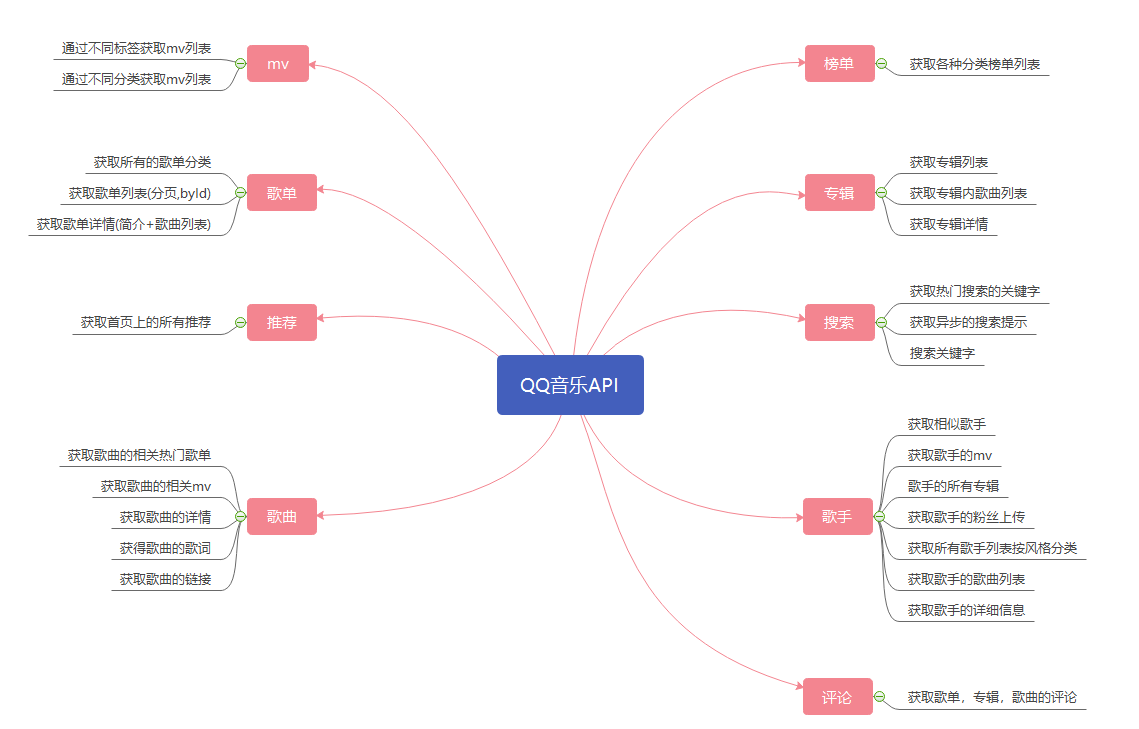 QQ音乐API
mv
通过不同标签获取mv列表
通过不同分类获取mv列表
歌单
获取所有的歌单分类
获取歌单列表(分页,byId)
获取歌单详情(简介+歌曲列表)
推荐
获取首页上的所有推荐
歌曲
获取歌曲的相关热门歌单
获取歌曲的相关mv
获取歌曲的详情
获得歌曲的歌词
获取歌曲的链接
榜单
获取各种分类榜单列表
专辑
获取专辑列表
获取专辑内歌曲列表
获取专辑详情
搜索
获取热门搜索的关键字
获取异步的搜索提示
搜索关键字
歌手
获取相似歌手
获取歌手的mv
歌手的所有专辑
获取歌手的粉丝上传
获取所有歌手列表按风格分类
获取歌手的歌曲列表
获取歌手的详细信息
评论
获取歌单，专辑，歌曲的评论